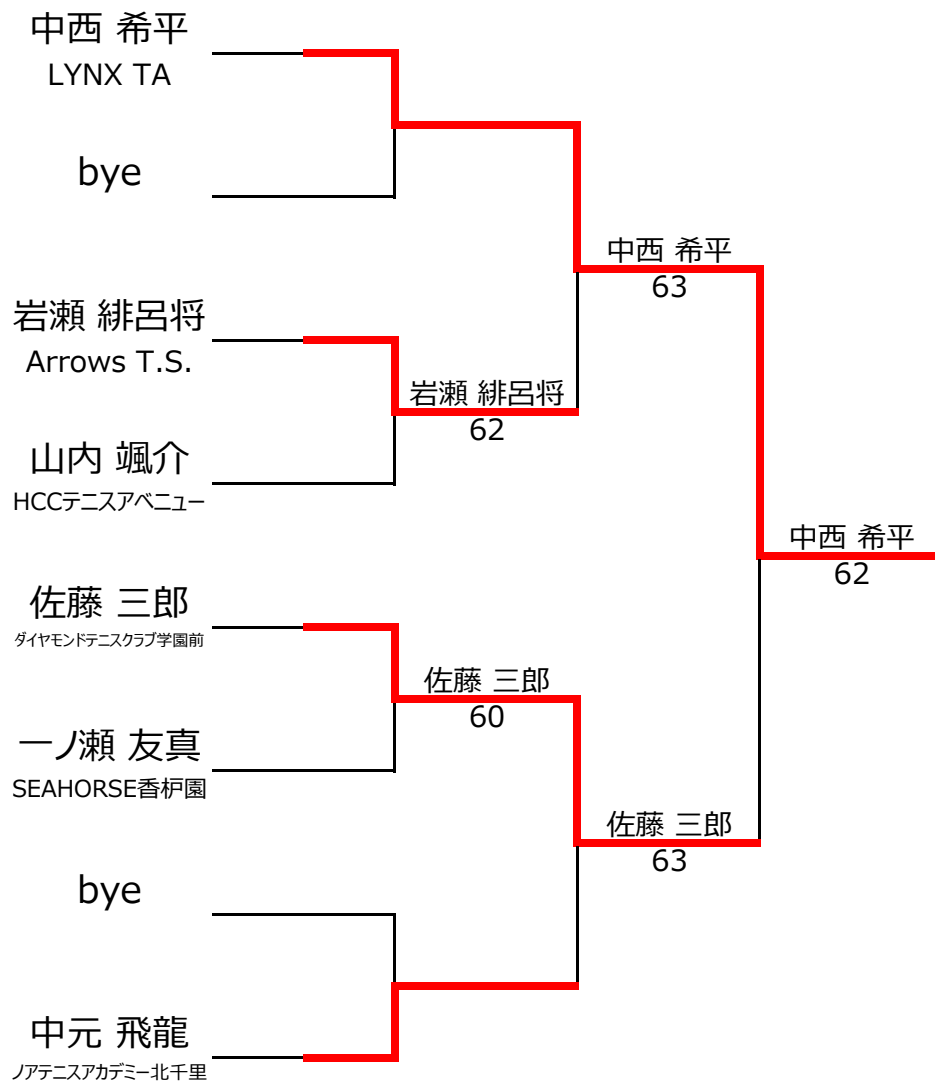 中西 希平
LYNX TA
bye
中西 希平
63
岩瀬 緋呂将
Arrows T.S.
岩瀬 緋呂将
62
山内 颯介
HCCテニスアベニュー
中西 希平
62
佐藤 三郎
ダイヤモンドテニスクラブ学園前
佐藤 三郎
60
一ノ瀬 友真
SEAHORSE香枦園
佐藤 三郎
63
bye
中元 飛龍
ノアテニスアカデミー北千里